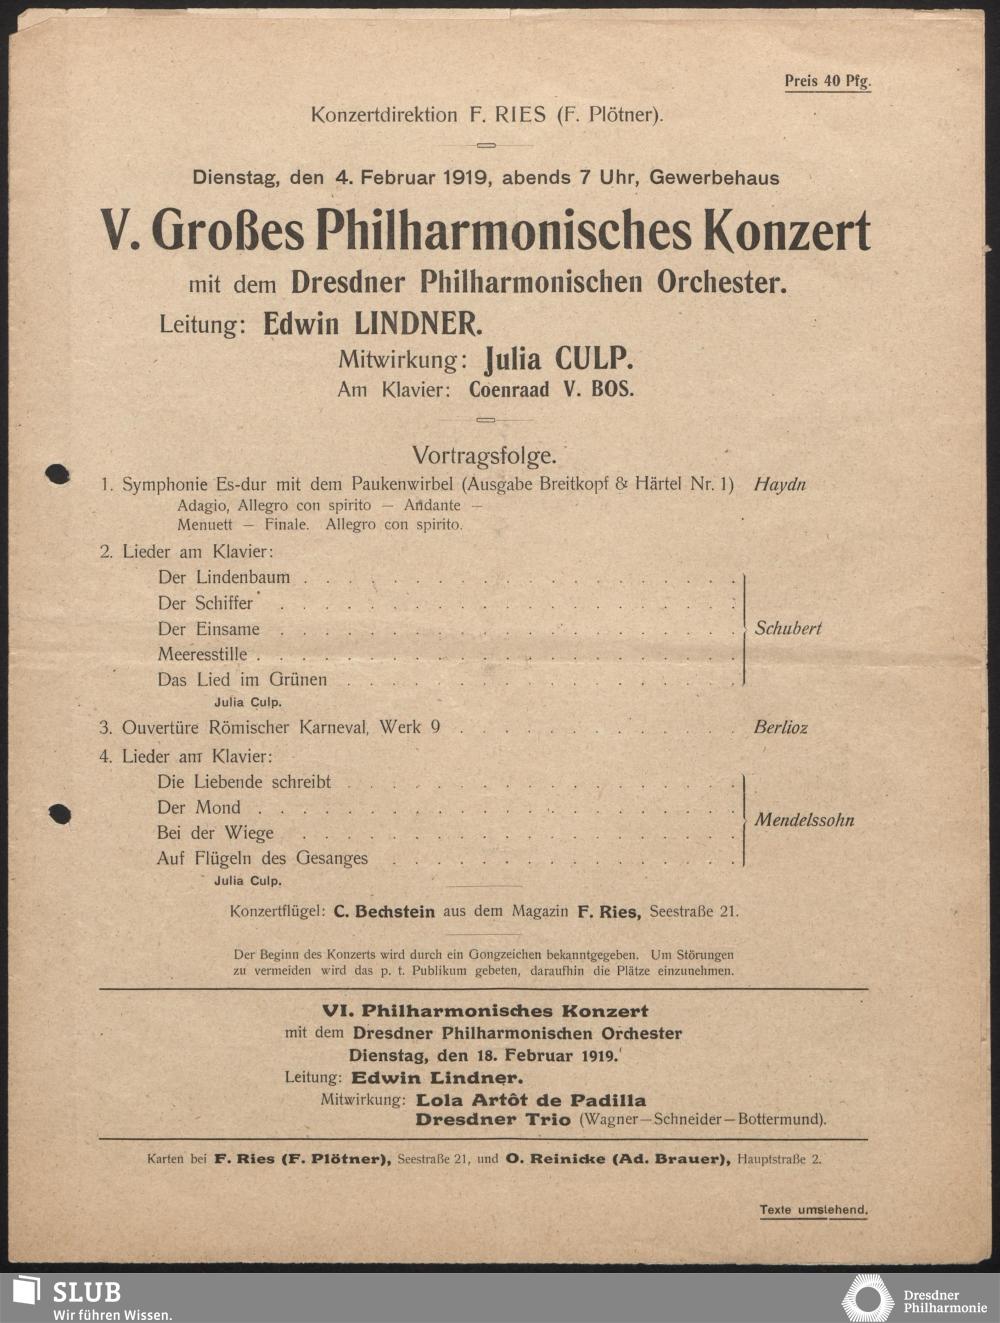 Preis 40 Pfg.
Konzertdirektion F. RIES (F. Plötner).
Dienstag, den 4. Februar 1919, abends 7 Uhr, Gewerbehaus
V. Großes Philharmonisches Konzert
mit dem Dresdner Philharmonischen Orchester.
Leitung: Edwin LINDNER.
Mitwirkung: Julia CULP.
Am Klavier: Coenraad V. BOS.
Vortragsfolge.
1. Symphonie Es-dur mit dem Paukenwirbel (Ausgabe Breitkopf & Härtel Nr. 1) Haydn
Adagio, Allegro con spirito — Andante —
Menuett — Finale. Allegro con spirito.
2. Lieder am Klavier:
Der Lindenbaum . . . . . . . . . . . . . . . . . . . .
Der Schiffer . . . . . . . . . . . . . . . . . . . . .
Der Einsame . . . . . . . . . . . . . . . . . . . . . Schubert
Meeresstille . . . . . . . . . . . . . . . . . . . . . .
Das Lied im Grünen . . . . . . . . . . . . . . . . . .
Julia Culp.
3. Ouvertüre Römischer Karneval, Werk 9 . . . . . . . . . . . . . Berlioz
4. Lieder am Klavier:
Die Liebende schreibt . . . . . . . . . . . . . . . . . .
Der Mond . . . . . . . . . . . . . . . . . . . . . .
Bei der Wiege . . . . . . . . . . . . . . . . . . . . Mendelssohn
Auf Flügeln des Gesanges . . . . . . . . . . . . . . . .
Julia Culp.
Konzertflügel: C. Bechstein aus dem Magazin F. Ries, Seestraße 21.
Der Beginn des Konzerts wird durch ein Gongzeichen bekanntgegeben. Um Störungen
zu vermeiden wird das p. t. Publikum gebeten, daraufhin die Plätze einzunehmen.
VI. Philharmonisches Konzert
mit dem Dresdner Philharmonischen Orchester
Dienstag, den 18. Februar 1919.
Leitung: Edwin Lindner.
Mitwirkung: Lola Artôt de Padilla
Dresdner Trio (Wagner—Schneider—Bottermund).
Karten bei F. Ries (F. Plötner), Seestraße 21, und O. Reinicke (Ad. Brauer), Hauptstraße 2.
Texte umstehend.
SLUB
Wir führen Wissen.
Dresdner
Philharmonie